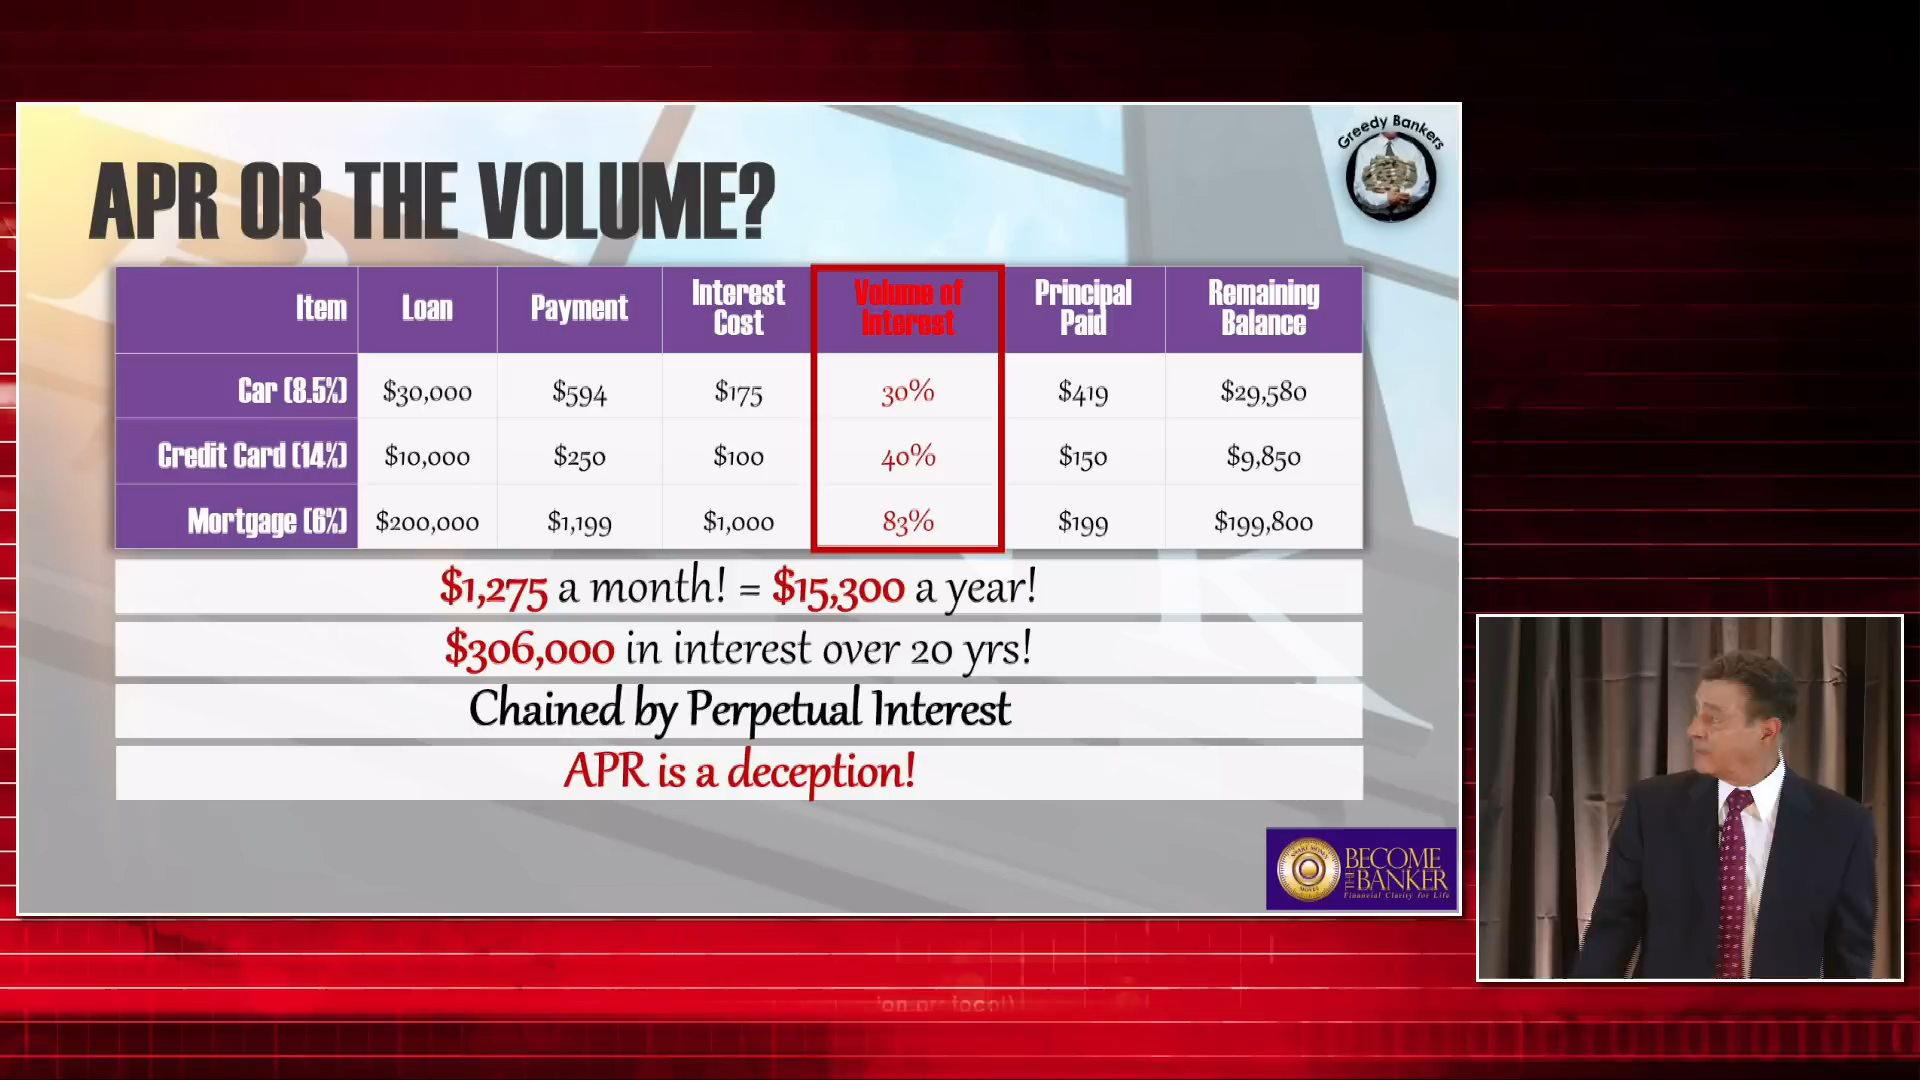 Greedy Bankers
APR OR THE VOLUME?
Item Loan Payment Interest Cost Volume of Interest Principal Paid Remaining Balance
Car (8.5%) $30,000 $594 $175 30% $419 $29,580
Credit Card (14%) $10,000 $250 $100 40% $150 $9,850
Mortgage (6%) $200,000 $1,199 $1,000 83% $199 $199,800
$1,275 a month! = $15,300 a year!
$306,000 in interest over 20 yrs!
Chained by Perpetual Interest
APR is a deception!
BECOME
THE BANKER
Financial Clarity for Life